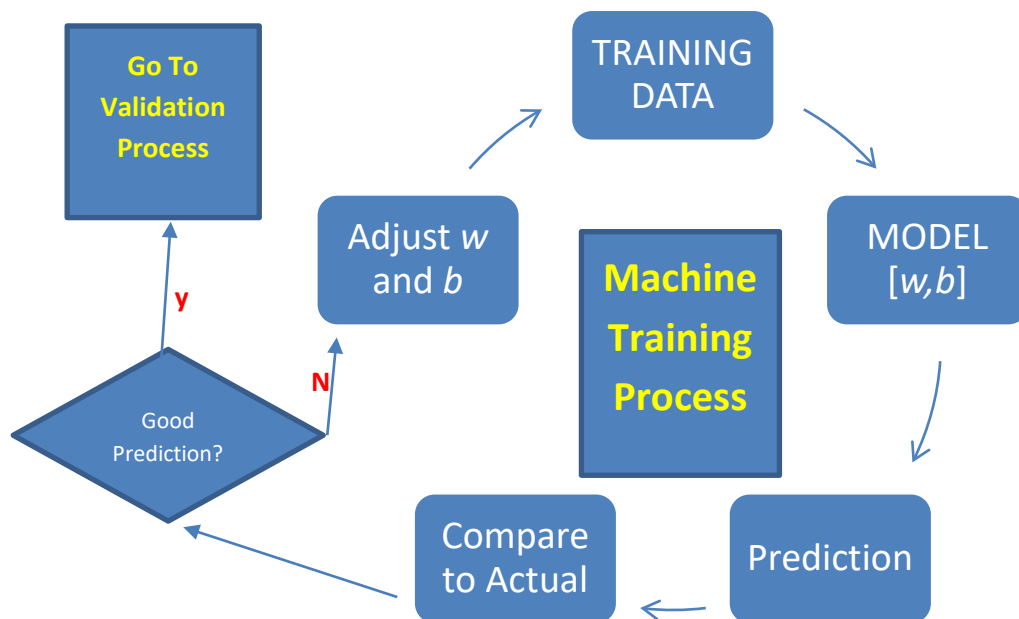 Go To
Validation
Process
TRAINING
DATA
Adjust w
and b
MODEL
[w,b]
Machine
Training
Process
y
N
Good
Prediction?
Compare
to Actual
Prediction